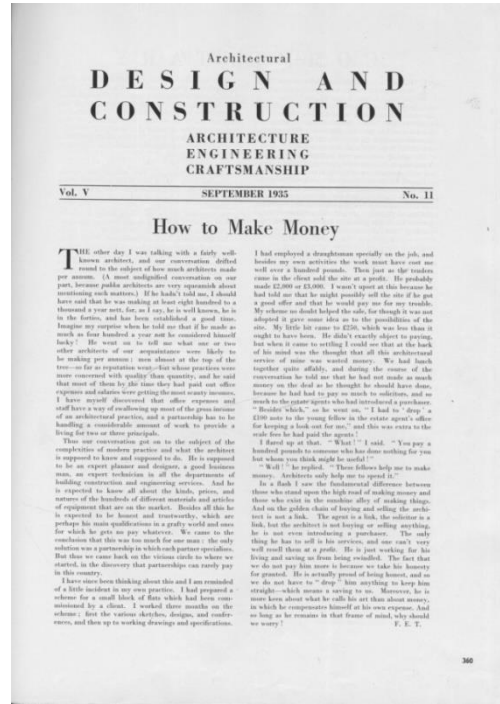 Architectural
DESIGN AND
CONSTRUCTION
ARCHITECTURE
ENGINEERING
CRAFTSMANSHIP
Vol. V SEPTEMBER 1935 No. 11
How to Make Money
THE other day I was talking with a fairly well-
known architect, and our conversation drifted
round to the subject of how much architects made
per annum. (A most undignified conversation on our
part, because pukka architects are very squeamish about
mentioning such matters.) If he hadn't told me, I should
have said that he was making at least eight hundred to a
thousand a year nett, for, as I say, he is well known, he is
in the forties, and has been established a good time.
Imagine my surprise when he told me that if he made as
much as four hundred a year nett he considered himself
lucky! He went on to tell me what one or two
other architects of our acquaintance were likely to
be making per annum; men almost at the top of the
tree—so far as reputation went—but whose practices were
more concerned with quality than quantity; and he said
that most of them by the time they had paid out office
expenses and salaries were getting the most scanty incomes.
I have myself discovered that office expenses and
staff have a way of swallowing up most of the gross income
of an architectural practice, and a partnership has to be
handling a considerable amount of work to provide a
living for two or three principals.
Thus our conversation got on to the subject of the
complexities of modern practice and what the architect
is supposed to know and supposed to do. He is supposed
to be an expert planner and designer, a good business
man, an expert technician in all the departments of
building construction and engineering services. And he
is expected to know all about the kinds, prices, and
natures of the hundreds of different materials and articles
of equipment that are on the market. Besides all this he
is expected to be honest and trustworthy, which are
perhaps his main qualifications in a crafty world and ones
for which he gets no pay whatever. We came to the
conclusion that this was too much for one man: the only
solution was a partnership in which each partner specialises.
But thus we came back on the vicious circle to where we
started, in the discovery that partnerships can rarely pay
in this country.
I have since been thinking about this and I am reminded
of a little incident in my own practice. I had prepared a
scheme for a small block of flats which had been com-
missioned by a client. I worked three months on the
scheme; first the various sketches, designs, and confer-
ences, and then up to working drawings and specifications.
I had employed a draughtsman specially on the job, and
besides my own activities the work must have cost me
well over a hundred pounds. Then just as the tenders
came in the client sold the site at a profit. He probably
made £2,000 or £3,000. I wasn't upset at this because he
had told me that he might possibly sell the site if he got
a good offer and that he would pay me for my trouble.
My scheme no doubt helped the sale, for though it was not
adopted it gave some idea as to the possibilities of the
site. My little bit came to £250, which was less than it
ought to have been. He didn't exactly object to paying,
but when it came to settling I could see that at the back
of his mind was the thought that all this architectural
service of mine was wasted money. We had lunch
together quite affably, and during the course of the
conversation he told me that he had not made as much
money on the deal as he thought he should have done,
because he had had to pay so much to solicitors, and so
much to the estate agents who had introduced a purchaser.
"Besides which," so he went on, "I had to 'drop' a
£100 note to the young fellow in the estate agent's office
for keeping a look out for me," and this was extra to the
scale fees he had paid the agents!
I flared up at that. "What!" I said. "You pay a
hundred pounds to someone who has done nothing for you
but whom you think might be useful!"
"Well!" he replied. "These fellows help me to make
money. Architects only help me to spend it."
In a flash I saw the fundamental difference between
those who stand upon the high road of making money and
those who exist in the sunshine alley of making things.
And on the golden chain of buying and selling the archi-
tect is not a link. The agent is a link, the solicitor is a
link, but the architect is not buying or selling anything,
he is not even introducing a purchaser. The only
thing he has to sell is his services, and one can't very
well resell them at a profit. He is just working for his
living and saving us from being swindled. The fact that
we do not pay him more is because we take his honesty
for granted. He is actually proud of being honest, and so
we do not have to "drop" him anything to keep him
straight—which means a saving to us. Moreover, he is
more keen about what he calls his art than about money,
in which he compensates himself at his own expense. And
so long as he remains in that frame of mind, why should
we worry! F. E. T.
360